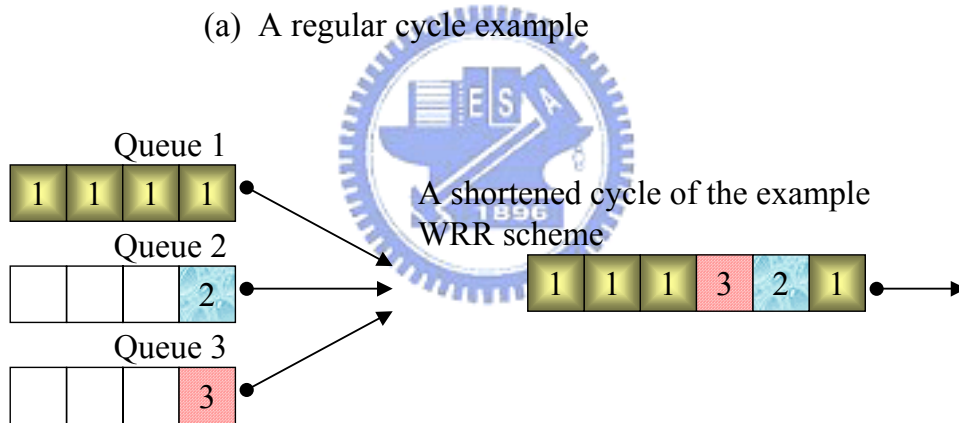 (a) A regular cycle example
E S A
Queue 1
1 1 1 1
A shortened cycle of the example
1896
WRR scheme
Queue 2
2
1 1 1 3 2 1
Queue 3
3